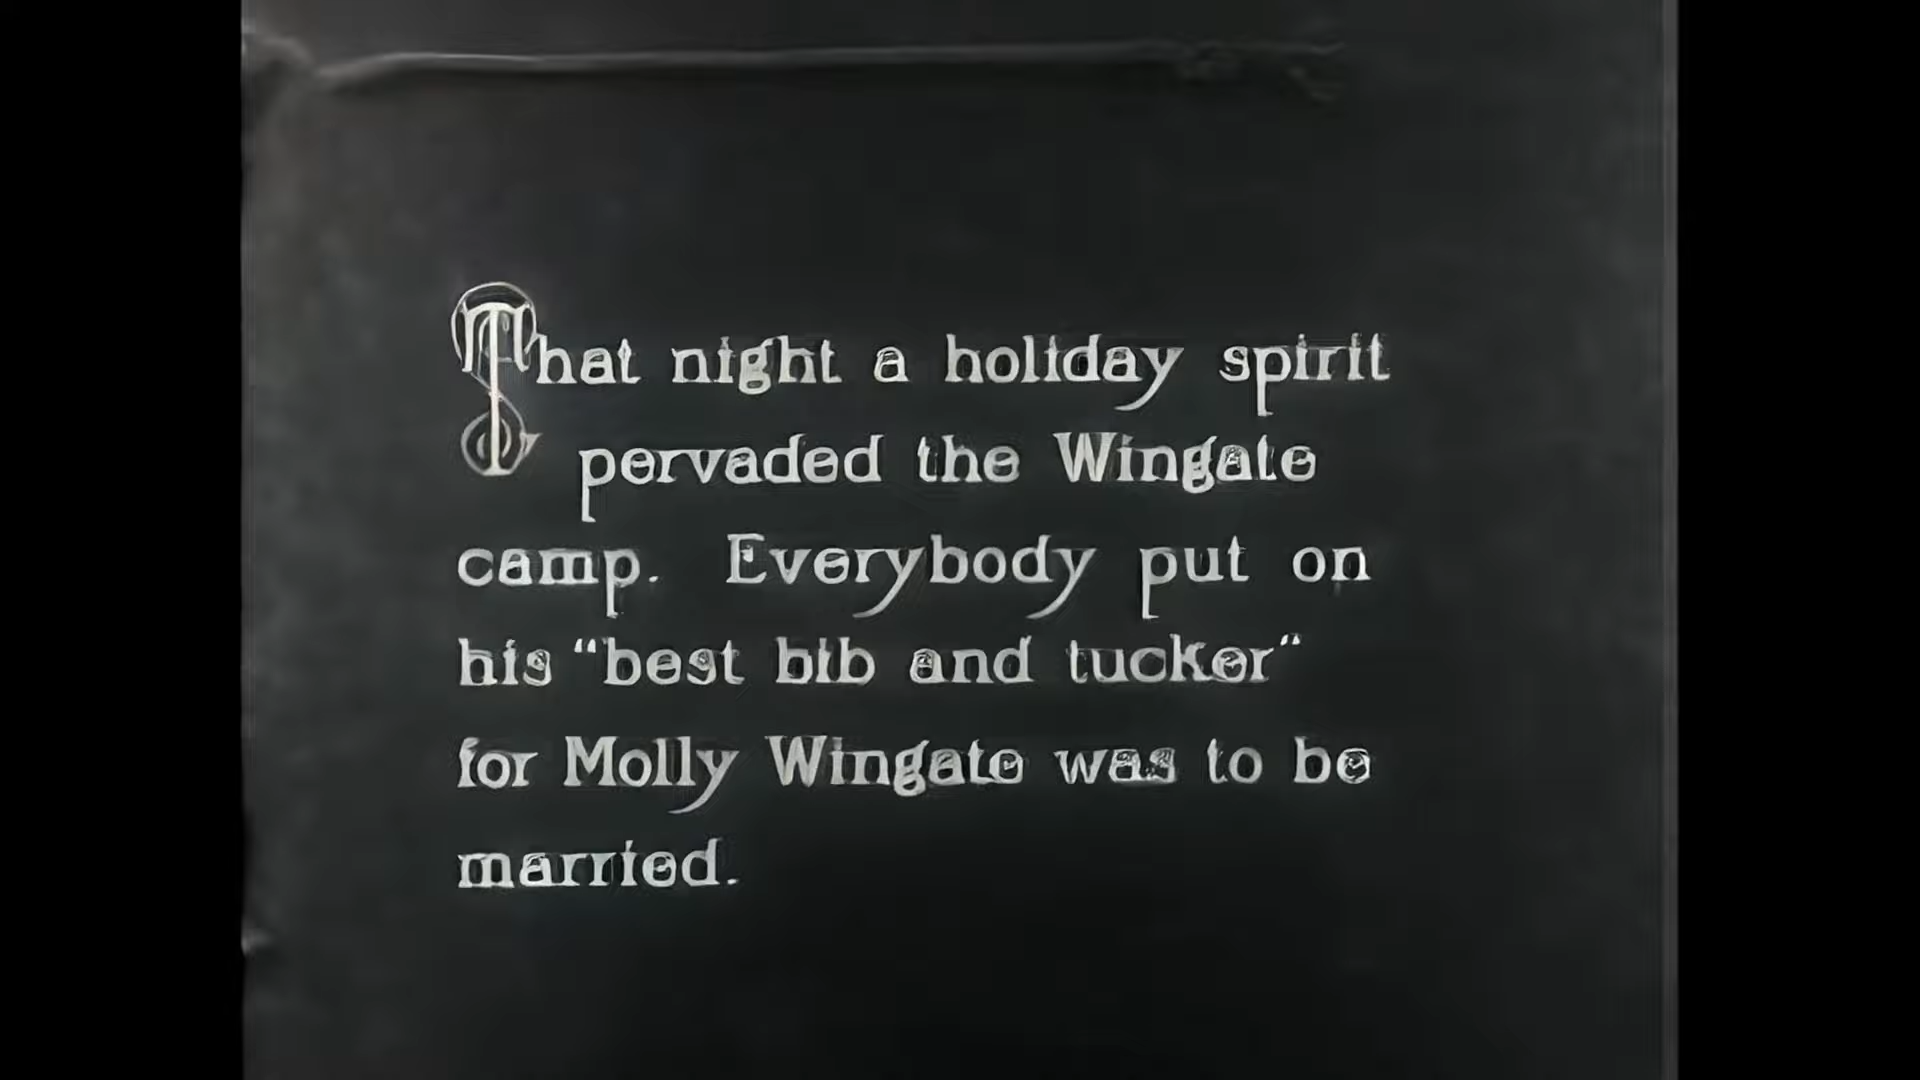 That night a holiday spirit
pervaded the Wingate
camp. Everybody put on
his “best bib and tucker“
for Molly Wingate was to be
married.